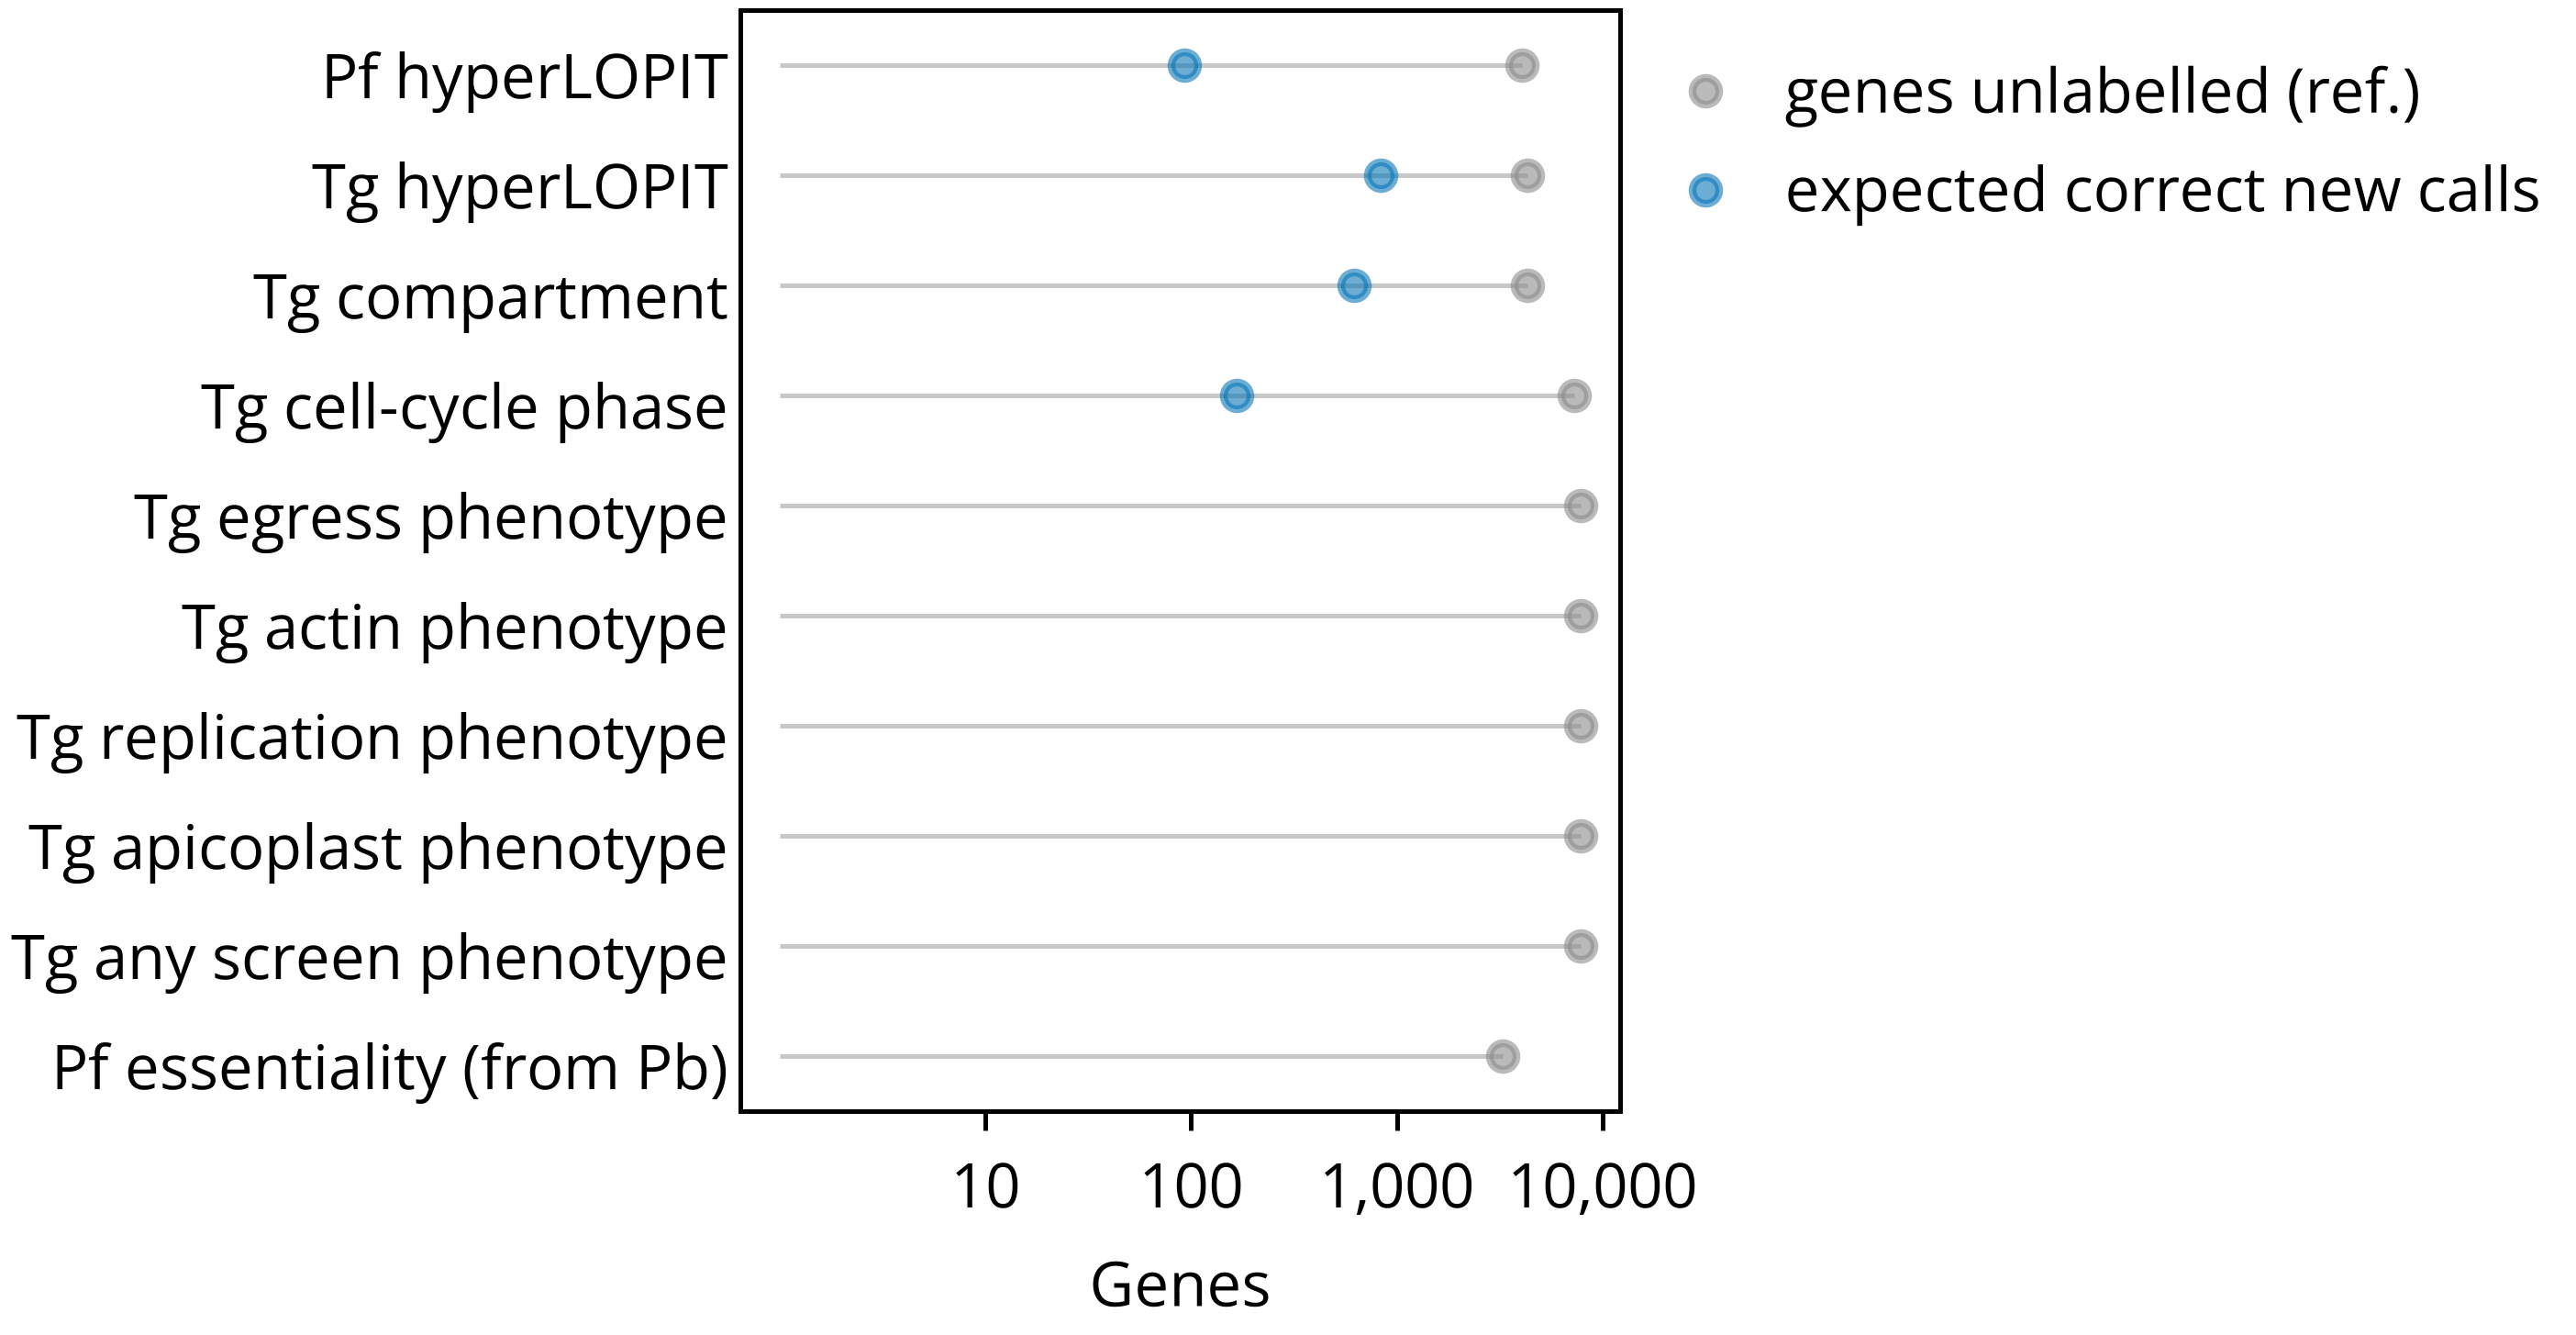 Pf hyperLOPIT
Tg hyperLOPIT
Tg compartment
Tg cell-cycle phase
Tg egress phenotype
Tg actin phenotype
Tg replication phenotype
Tg apicoplast phenotype
Tg any screen phenotype
Pf essentiality (from Pb)
10 100 1,000 10,000
Genes
genes unlabelled (ref.)
expected correct new calls